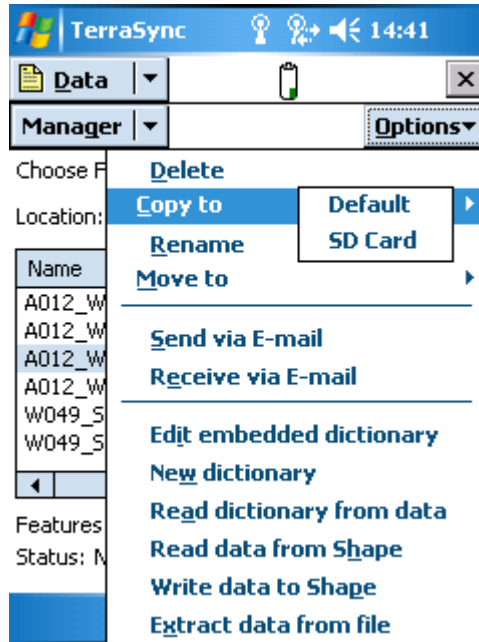 TerraSync 14:41
Data
Manager Options
Choose F
Location:
Name
A012_W
A012_W
A012_W
A012_W
W049_S
W049_S
Features
Status: N
Delete
Copy to
Default
SD Card
Rename
Move to
Send via E-mail
Receive via E-mail
Edit embedded dictionary
New dictionary
Read dictionary from data
Read data from Shape
Write data to Shape
Extract data from file